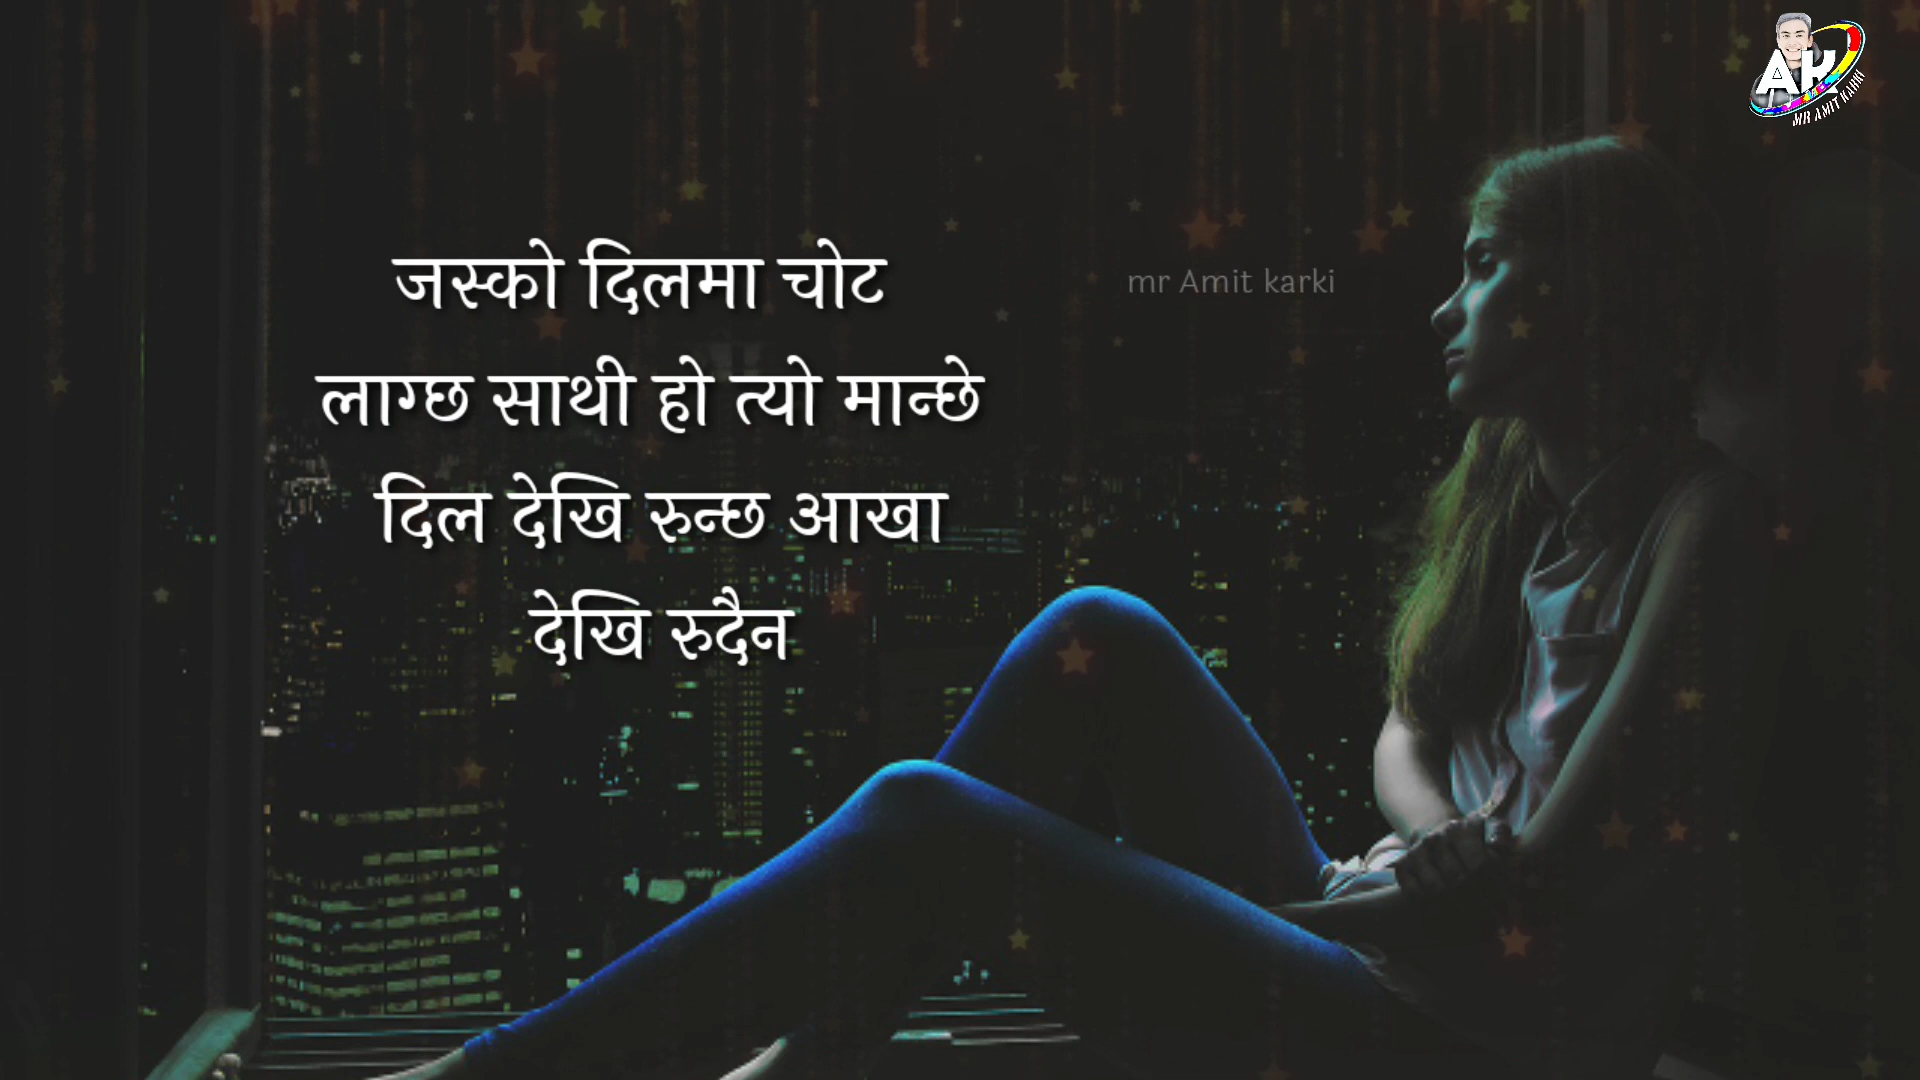 जस्को दिलमा चोट
लाग्छ साथी हो त्यो मान्छे
दिल देखि रुन्छ आखा
देखि रुदैन
mr Amit karki
AK
MR AMIT KARKI